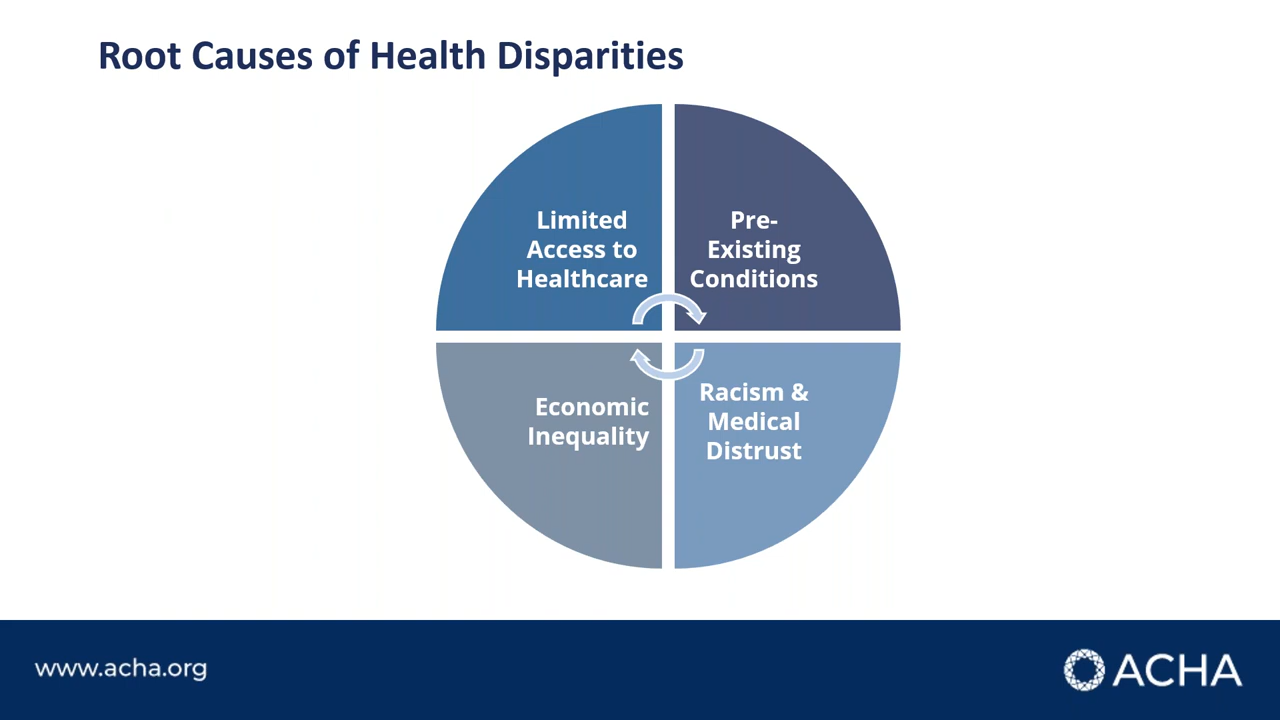 Root Causes of Health Disparities
Limited
Access to
Healthcare
Pre-
Existing
Conditions
Economic
Inequality
Racism &
Medical
Distrust
www.acha.org
ACHA